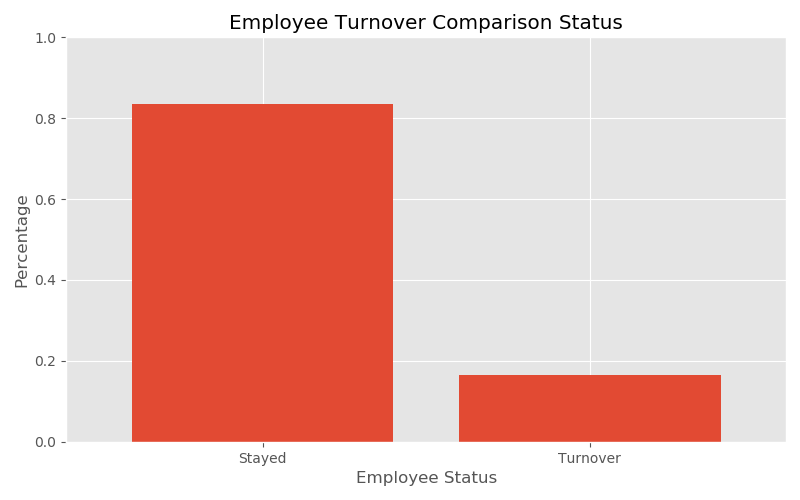 Employee Turnover Comparison Status
1.0
0.8
0.6
0.4
0.2
0.0
Percentage
Stayed
Turnover
Employee Status